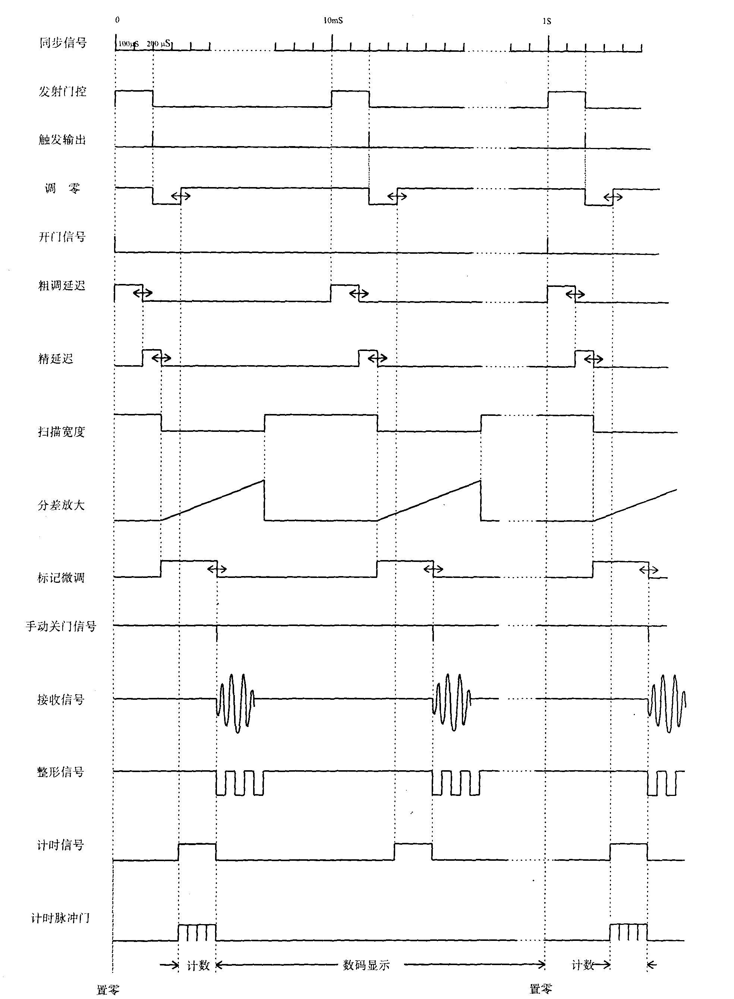 0 10mS 1S
同步信号 100μS 200μS
发射门控
触发输出
调 零
开门信号
粗调延迟
精延迟
扫描宽度
分差放大
标记微调
手动关门信号
接收信号
整形信号
计时信号
计时脉冲门
计数 数码显示 计数
置零 置零